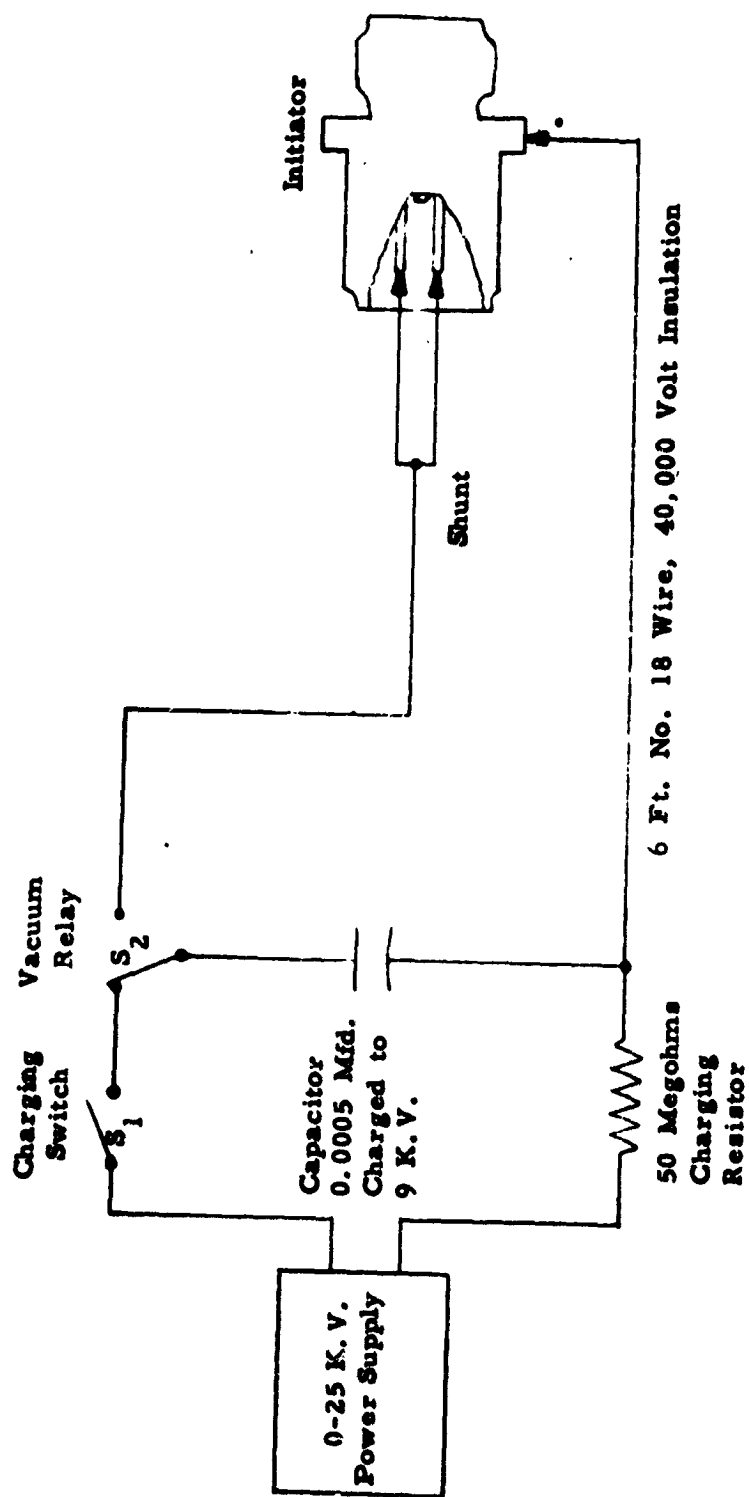 Charging
Switch
Vacuum
Relay
S1
S2
Initiator
Shunt
Capacitor
0.0005 Mfd.
Charged to
9 K.V.
0-25 K.V.
Power Supply
50 Megohms
Charging
Resistor
6 Ft. No. 18 Wire, 40,000 Volt Insulation